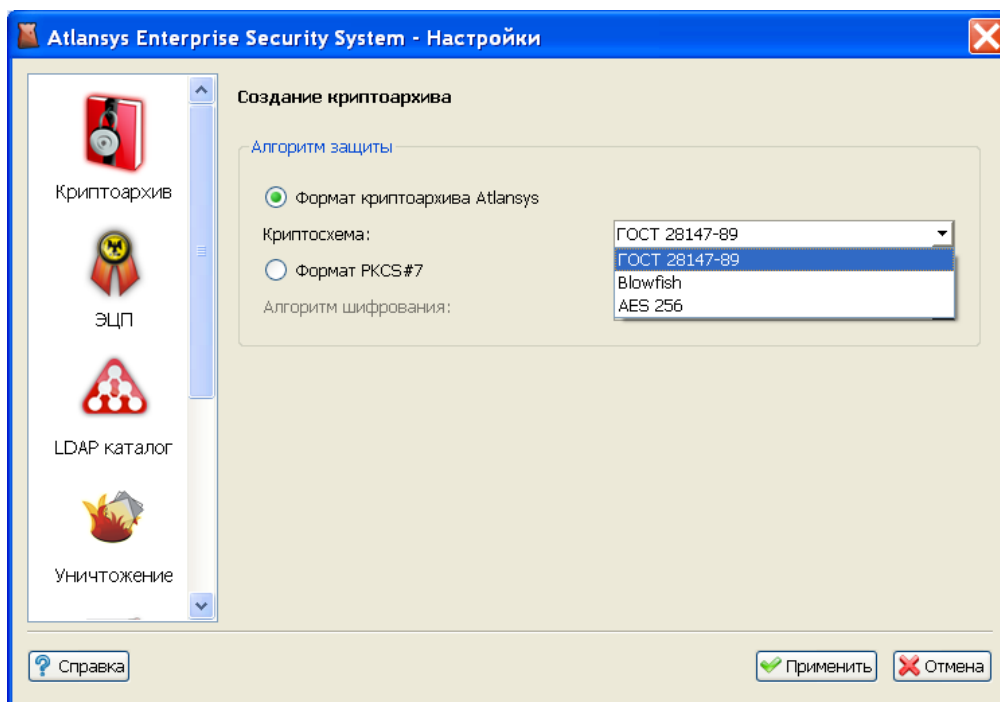 Atlansys Enterprise Security System - Настройки
Криптоархив
ЭЦП
LDAP каталог
Уничтожение
Создание криптоархива
Алгоритм защиты
Формат криптоархива Atlansys
Криптосхема:
ГОСТ 28147-89
ГОСТ 28147-89
Blowfish
AES 256
Формат PKCS#7
Алгоритм шифрования:
Справка
Применить
Отмена